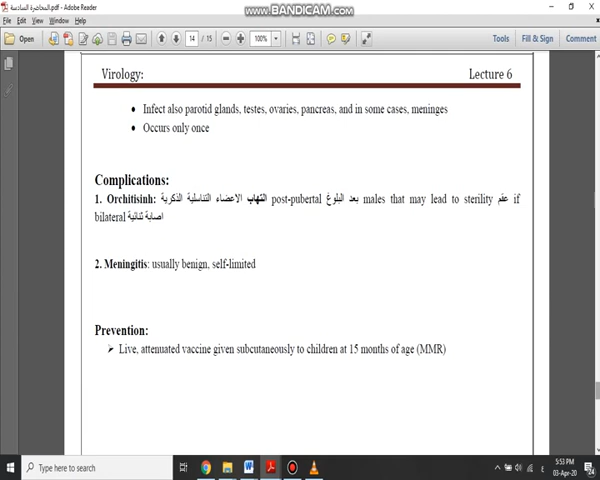 WWW.BANDICAM.COM
المحاضرة السادسة.pdf - Adobe Reader
File Edit View Window Help
Open 14 / 15 100% Tools Fill & Sign Comment
Virology: Lecture 6
• Infect also parotid glands, testes, ovaries, pancreas, and in some cases, meninges
• Occurs only once
Complications:
1. Orchitisinh: التهاب الاعضاء التناسلية الذكرية post-pubertal بعد البلوغ males that may lead to sterility عقم if
bilateral اصابة ثنائية
2. Meningitis: usually benign, self-limited
Prevention:
➢ Live, attenuated vaccine given subcutaneously to children at 15 months of age (MMR)
Type here to search
5:53 PM
03-Apr-20
24